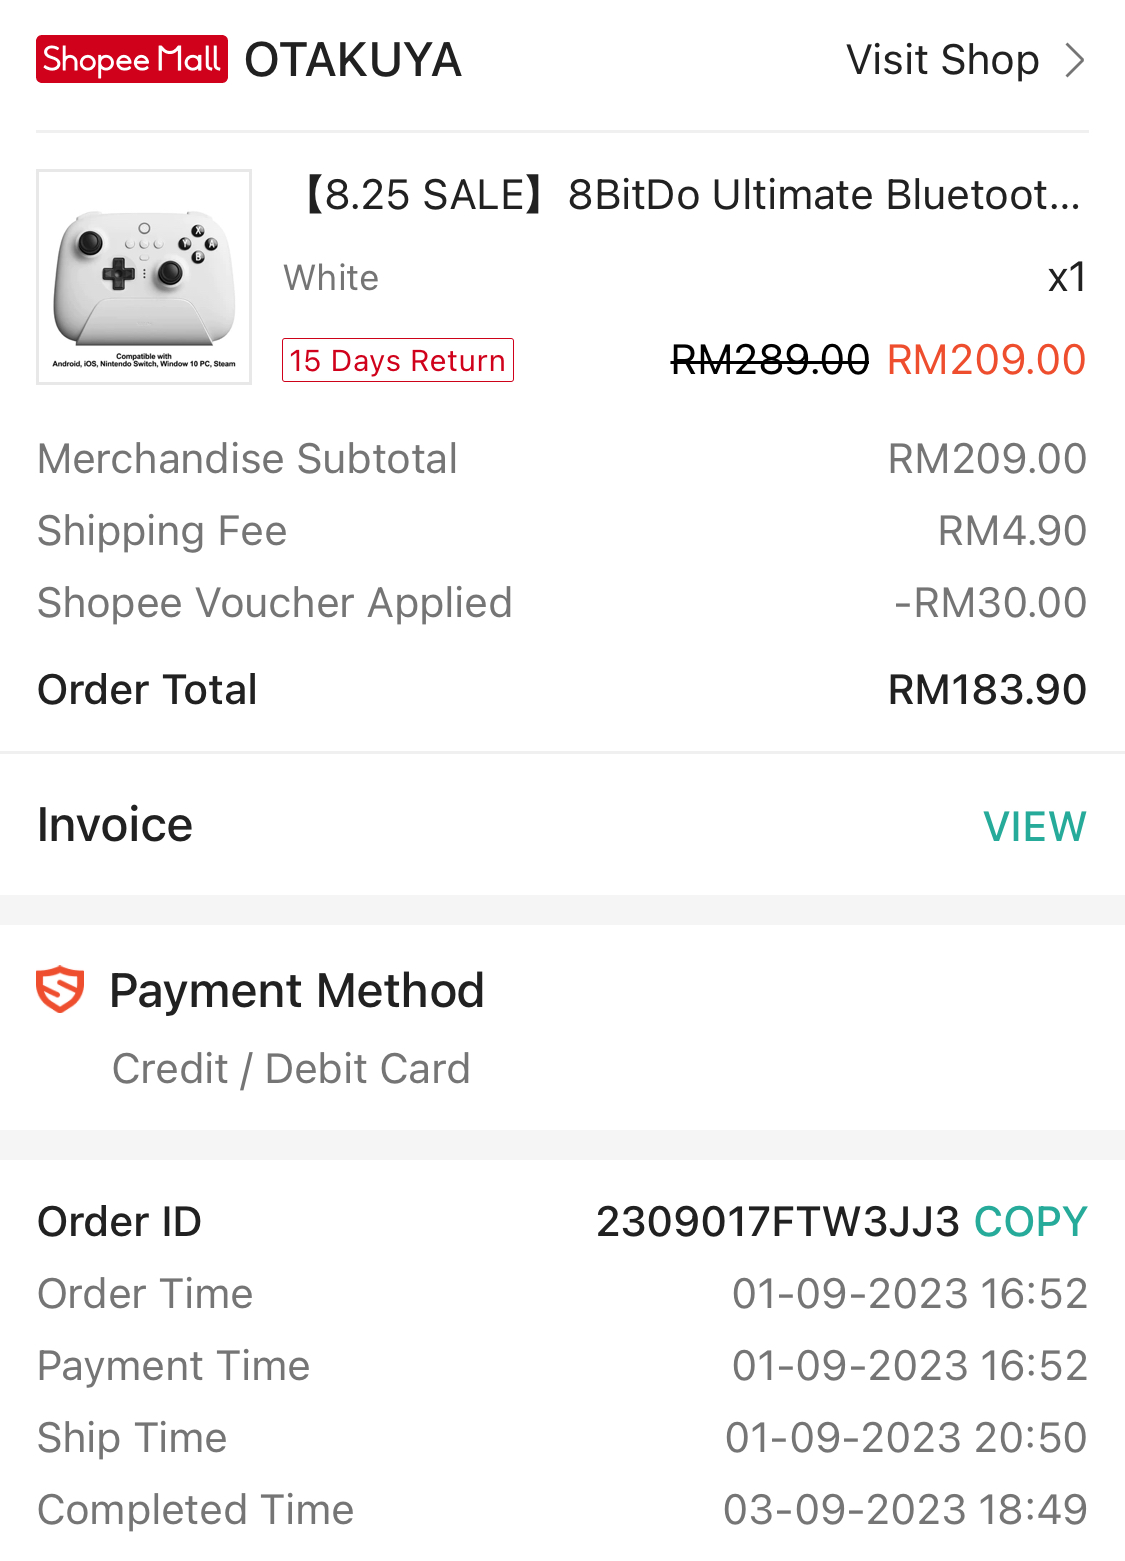 Shopee Mall OTAKUYA Visit Shop >
【8.25 SALE】8BitDo Ultimate Bluetoot...
White x1
15 Days Return RM289.00 RM209.00
X
Y A
B
Compatible with
Android, iOS, Nintendo Switch, Window 10 PC, Steam
Merchandise Subtotal RM209.00
Shipping Fee RM4.90
Shopee Voucher Applied -RM30.00
Order Total RM183.90
Invoice VIEW
Payment Method
Credit / Debit Card
Order ID 2309017FTW3JJ3 COPY
Order Time 01-09-2023 16:52
Payment Time 01-09-2023 16:52
Ship Time 01-09-2023 20:50
Completed Time 03-09-2023 18:49